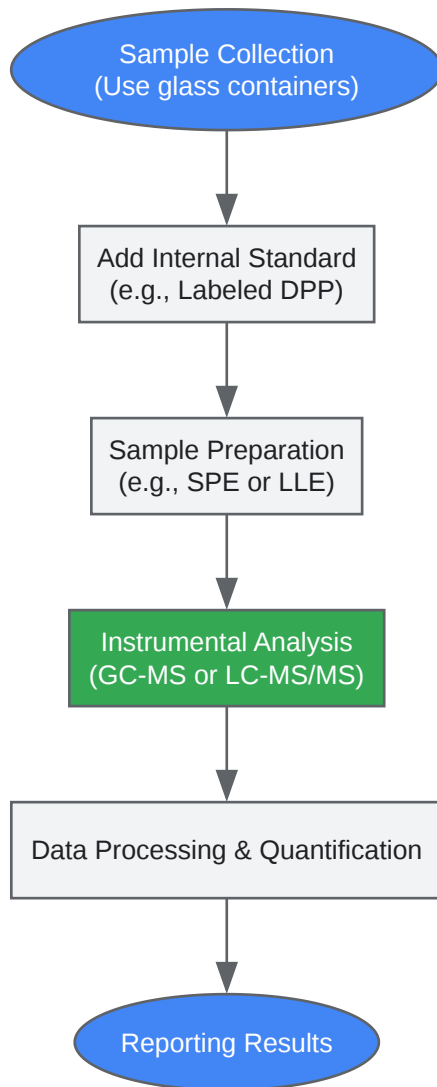 Sample Collection
(Use glass containers)
Add Internal Standard
(e.g., Labeled DPP)
Sample Preparation
(e.g., SPE or LLE)
Instrumental Analysis
(GC-MS or LC-MS/MS)
Data Processing & Quantification
Reporting Results